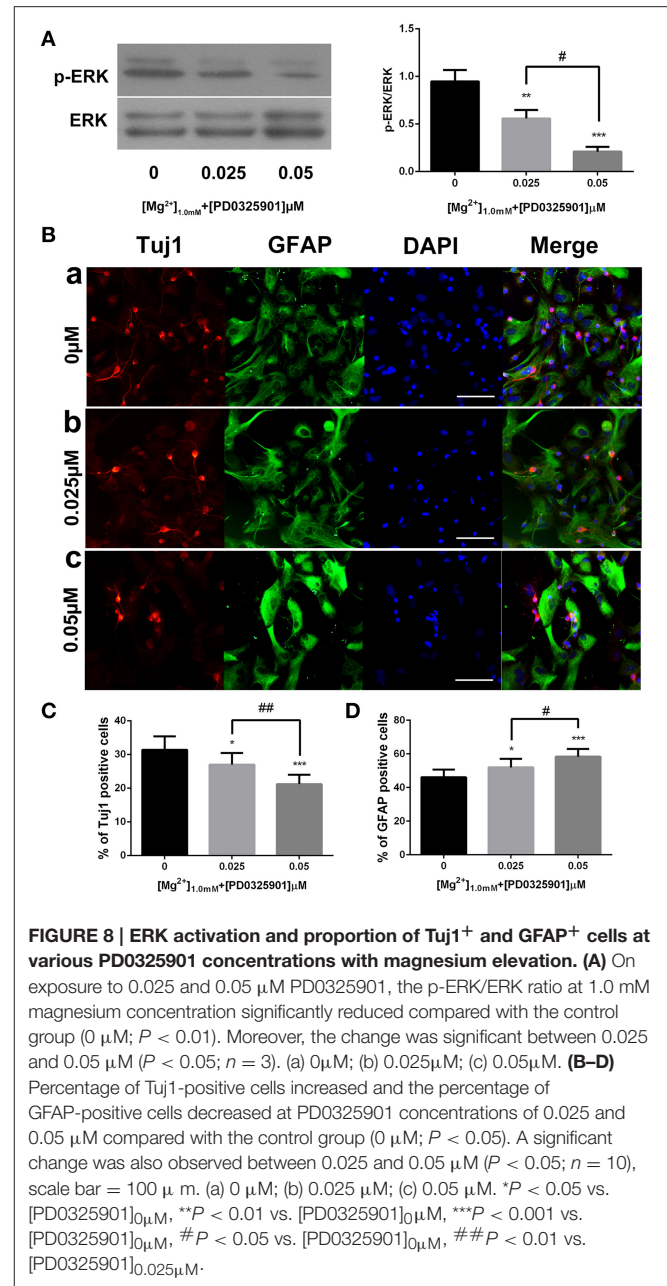 A
p-ERK
ERK
0 0.025 0.05
[Mg²⁺]1.0mM+[PD0325901]μM
p-ERK/ERK
1.5
1.0
0.5
0.0
#
**
***
0 0.025 0.05
[Mg²⁺]1.0mM+[PD0325901]μM
B
Tuj1 GFAP DAPI Merge
a
0μM
b
0.025μM
c
0.05μM
C
% of Tuj1 positive cells
40
30
20
10
0
##
*
***
0 0.025 0.05
[Mg²⁺]1.0mM+[PD0325901]μM
D
% of GFAP positive cells
80
60
40
20
0
#
*
***
0 0.025 0.05
[Mg²⁺]1.0mM+[PD0325901]μM
FIGURE 8 | ERK activation and proportion of Tuj1⁺ and GFAP⁺ cells at
various PD0325901 concentrations with magnesium elevation. (A) On
exposure to 0.025 and 0.05 μM PD0325901, the p-ERK/ERK ratio at 1.0 mM
magnesium concentration significantly reduced compared with the control
group (0 μM; P < 0.01). Moreover, the change was significant between 0.025
and 0.05 μM (P < 0.05; n = 3). (a) 0μM; (b) 0.025μM; (c) 0.05μM. (B–D)
Percentage of Tuj1-positive cells increased and the percentage of
GFAP-positive cells decreased at PD0325901 concentrations of 0.025 and
0.05 μM compared with the control group (0 μM; P < 0.05). A significant
change was also observed between 0.025 and 0.05 μM (P < 0.05; n = 10),
scale bar = 100 μ m. (a) 0 μM; (b) 0.025 μM; (c) 0.05 μM. *P < 0.05 vs.
[PD0325901]0μM, **P < 0.01 vs. [PD0325901]0μM, ***P < 0.001 vs.
[PD0325901]0μM, #P < 0.05 vs. [PD0325901]0μM, ##P < 0.01 vs.
[PD0325901]0.025μM.